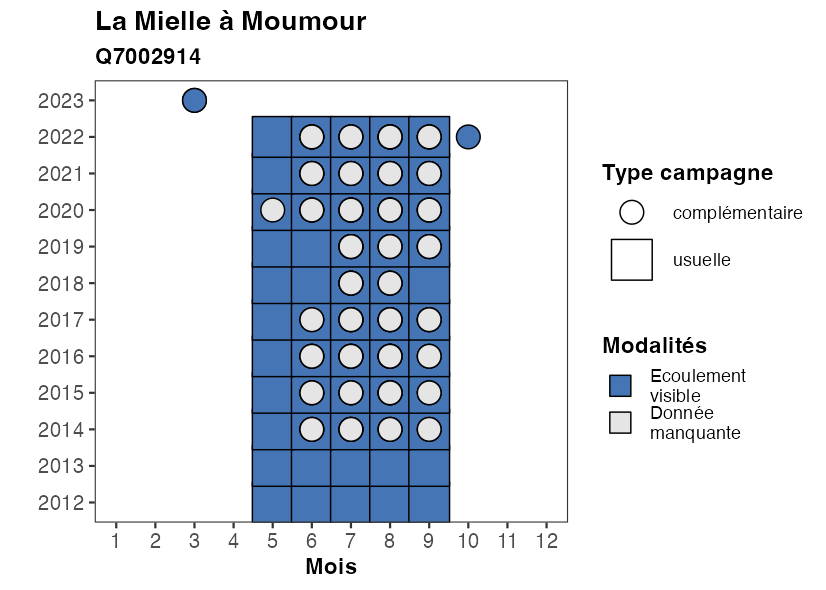 La Mielle à Moumour
Q7002914
2023
2022
2021
2020
2019
2018
2017
2016
2015
2014
2013
2012
1 2 3 4 5 6 7 8 9 10 11 12
Mois
Type campagne
complémentaire
usuelle
Modalités
Ecoulement
visible
Donnée
manquante